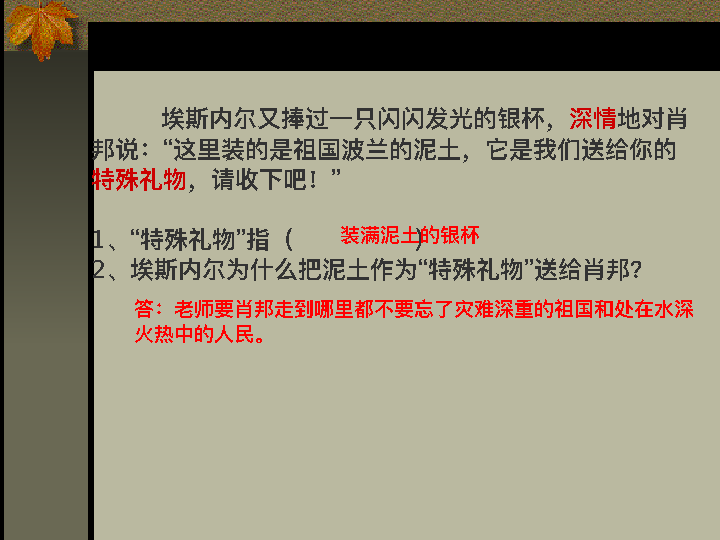 埃斯内尔又捧过一只闪闪发光的银杯，深情地对肖
邦说：“这里装的是祖国波兰的泥土，它是我们送给你的
特殊礼物，请收下吧！”
1、“特殊礼物”指（装满泥土的银杯）
2、埃斯内尔为什么把泥土作为“特殊礼物”送给肖邦？
答：老师要肖邦走到哪里都不要忘了灾难深重的祖国和处在水深
火热中的人民。